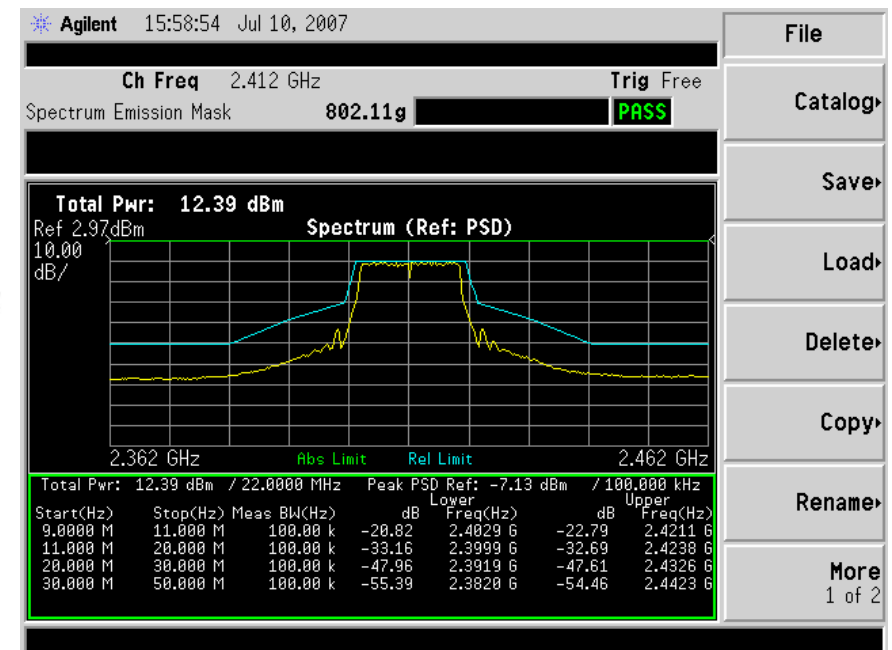 Agilent 15:58:54 Jul 10, 2007
File
Ch Freq 2.412 GHz Trig Free
Spectrum Emission Mask 802.11g PASS
Catalog
Save
Total Pwr: 12.39 dBm
Ref 2.97dBm Spectrum (Ref: PSD)
10.00
dB/
Load
Delete
Copy
2.362 GHz Abs Limit Rel Limit 2.462 GHz
Total Pwr: 12.39 dBm / 22.0000 MHz Peak PSD Ref: -7.13 dBm / 100.000 kHz
Lower Upper
Start(Hz) Stop(Hz) Meas BW(Hz) dB Freq(Hz) dB Freq(Hz)
9.0000 M 11.000 M 100.00 k -20.82 2.4029 G -22.79 2.4211 G
11.000 M 20.000 M 100.00 k -33.16 2.3999 G -32.69 2.4238 G
20.000 M 30.000 M 100.00 k -47.96 2.3919 G -47.61 2.4326 G
30.000 M 50.000 M 100.00 k -55.39 2.3820 G -54.46 2.4423 G
Rename
More
1 of 2